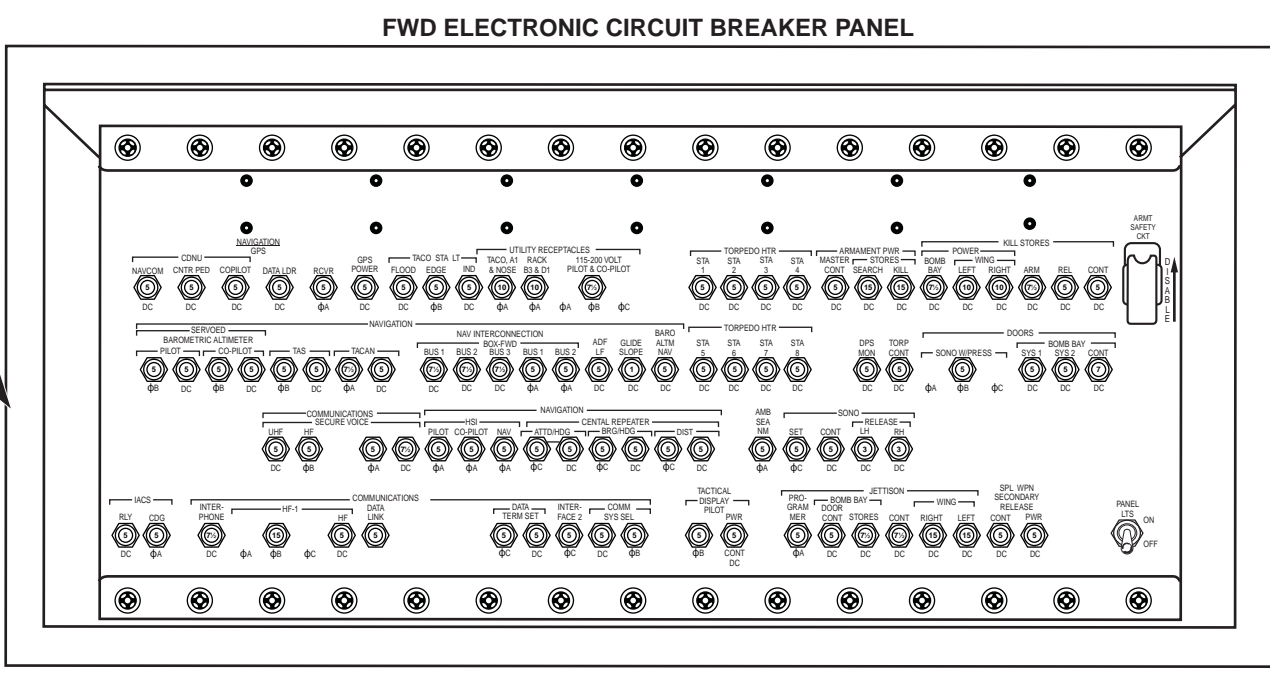 FWD ELECTRONIC CIRCUIT BREAKER PANEL
ARMT
SAFETY
CKT
DISABLE
NAVIGATION
GPS
UTILITY RECEPTACLES
KILL STORES
CDNU
TACO STA LT
TACO, A1 RACK 115-200 VOLT
TORPEDO HTR
ARMAMENT PWR
POWER
NAVCOM CNTR PED COPILOT DATA LDR RCVR GPS POWER FLOOD EDGE IND & NOSE B3 & D1 PILOT & CO-PILOT
STA STA STA STA MASTER STORES BOMB WING
1 2 3 4 CONT SEARCH KILL BAY LEFT RIGHT ARM REL CONT
5 5 5 5 5 5 5 5 5 10 10 7½ 5 5 5 5 5 15 15 7½ 10 10 7½ 5 5
DC DC DC DC ϕA DC DC ϕB DC ϕA ϕA ϕA ϕB ϕC DC DC DC DC DC DC DC DC DC DC DC DC DC
NAVIGATION
SERVOED
BAROMETRIC ALTIMETER
NAV INTERCONNECTION
BOX-FWD
BARO
ALTM
NAV
TORPEDO HTR
DOORS
PILOT CO-PILOT TAS TACAN BUS 1 BUS 2 BUS 3 BUS 1 BUS 2 ADF LF GLIDE SLOPE
STA STA STA STA DPS TORP BOMB BAY
5 6 7 8 MON CONT SONO W/PRESS SYS 1 SYS 2 CONT
5 5 5 5 5 5 7½ 5 7½ 7½ 7½ 5 5 5 1 5 5 5 5 5 5 5 5 5 5 7
ϕB DC ϕB DC ϕB DC ϕA DC DC DC DC ϕA ϕA DC DC DC DC DC DC DC DC DC ϕA ϕB ϕC DC DC DC
COMMUNICATIONS
SECURE VOICE
NAVIGATION
HSI
CENTAL REPEATER
AMB
SEA
NM
SONO
RELEASE
UHF HF PILOT CO-PILOT NAV ATTD/HDG BRG/HDG DIST SET CONT LH RH
5 5 5 7½ 5 5 5 5 5 5 5 5 5 5 5 5 3 3
DC ϕB ϕA DC ϕA ϕA ϕA ϕC DC ϕC DC ϕC DC ϕA ϕC DC DC DC
IACS
COMMUNICATIONS
TACTICAL
DISPLAY
PILOT PWR
JETTISON
SPL WPN
SECONDARY
RELEASE
RLY CDG INTER-PHONE HF-1 HF DATA LINK DATA TERM SET INTER-FACE 2 COMM SYS SEL
PRO-GRAM MER BOMB BAY DOOR CONT STORES CONT WING RIGHT LEFT CONT PWR
5 5 7½ 15 5 5 5 5 5 5 5 5 5 5 5 7½ 7½ 15 15 5 5
DC ϕA DC ϕA ϕB ϕC DC ϕC DC ϕC DC ϕB ϕB CONT DC ϕA DC DC DC DC DC DC DC
PANEL
LTS
ON
OFF